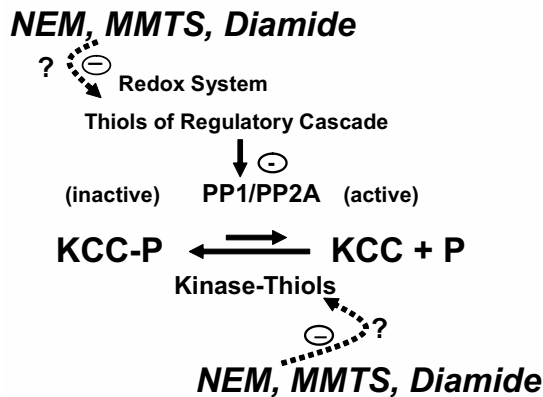 NEM, MMTS, Diamide
? −
Redox System
Thiols of Regulatory Cascade
-
(inactive) PP1/PP2A (active)
KCC-P KCC + P
Kinase-Thiols
− ?
NEM, MMTS, Diamide